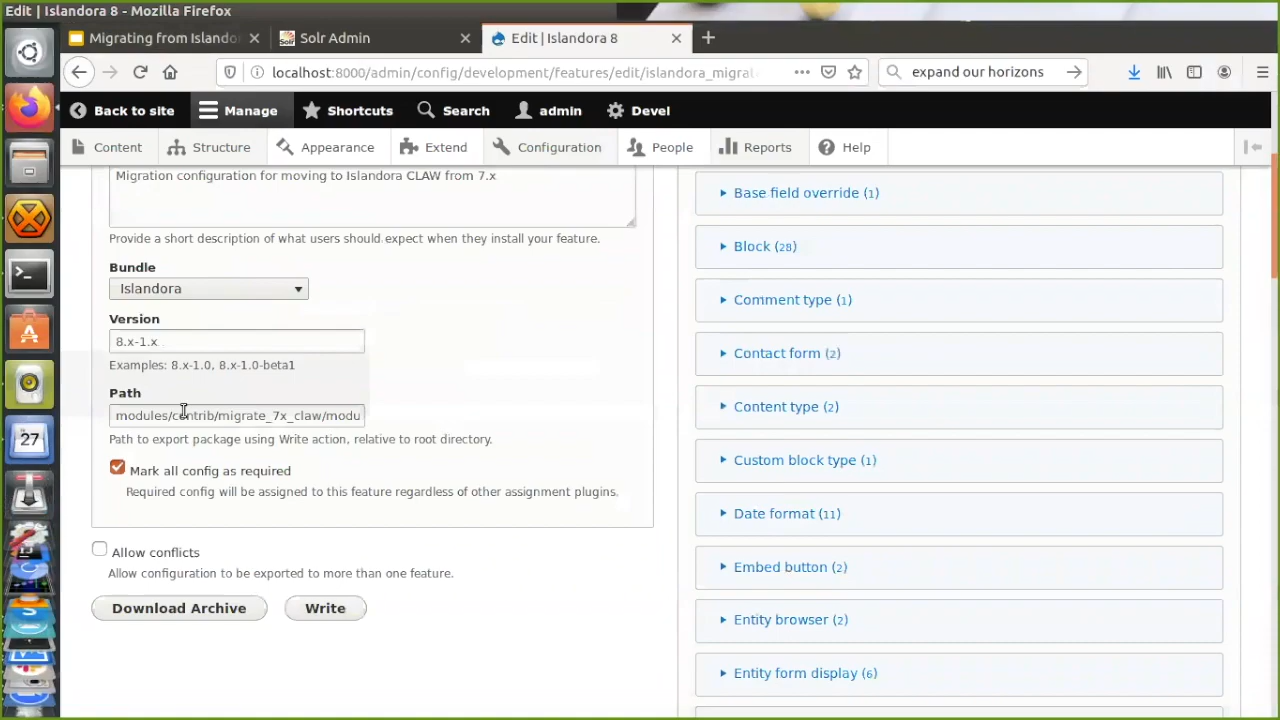 Edit | Islandora 8 - Mozilla Firefox
Migrating from Islando
Solr Admin
Edit | Islandora 8
localhost:8000/admin/config/development/features/edit/islandora_migrat
expand our horizons
Back to site
Manage
Shortcuts
Search
admin
Devel
Content
Structure
Appearance
Extend
Configuration
People
Reports
Help
Migration configuration for moving to Islandora CLAW from 7.x
Provide a short description of what users should expect when they install your feature.
Bundle
Islandora
Version
8.x-1.x
Examples: 8.x-1.0, 8.x-1.0-beta1
Path
modules/contrib/migrate_7x_claw/modu
Path to export package using Write action, relative to root directory.
Mark all config as required
Required config will be assigned to this feature regardless of other assignment plugins.
Allow conflicts
Allow configuration to be exported to more than one feature.
Download Archive
Write
Base field override (1)
Block (28)
Comment type (1)
Contact form (2)
Content type (2)
Custom block type (1)
Date format (11)
Embed button (2)
Entity browser (2)
Entity form display (6)
Solr
27